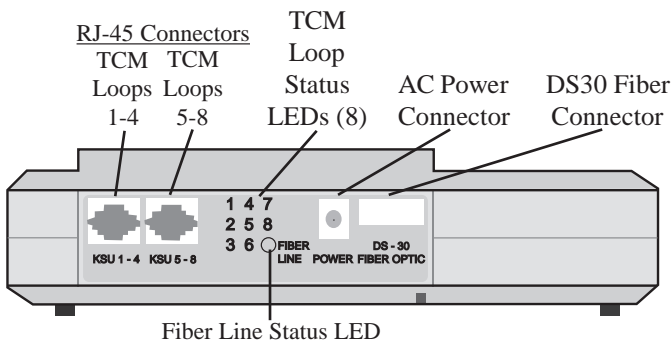 RJ-45 Connectors
TCM
Loops
1-4
TCM
Loops
5-8
TCM
Loop
Status
LEDs (8)
AC Power
Connector
DS30 Fiber
Connector
1 4 7
2 5 8
3 6
FIBER
LINE
KSU 1 - 4
KSU 5 - 8
POWER
DS - 30
FIBER OPTIC
Fiber Line Status LED